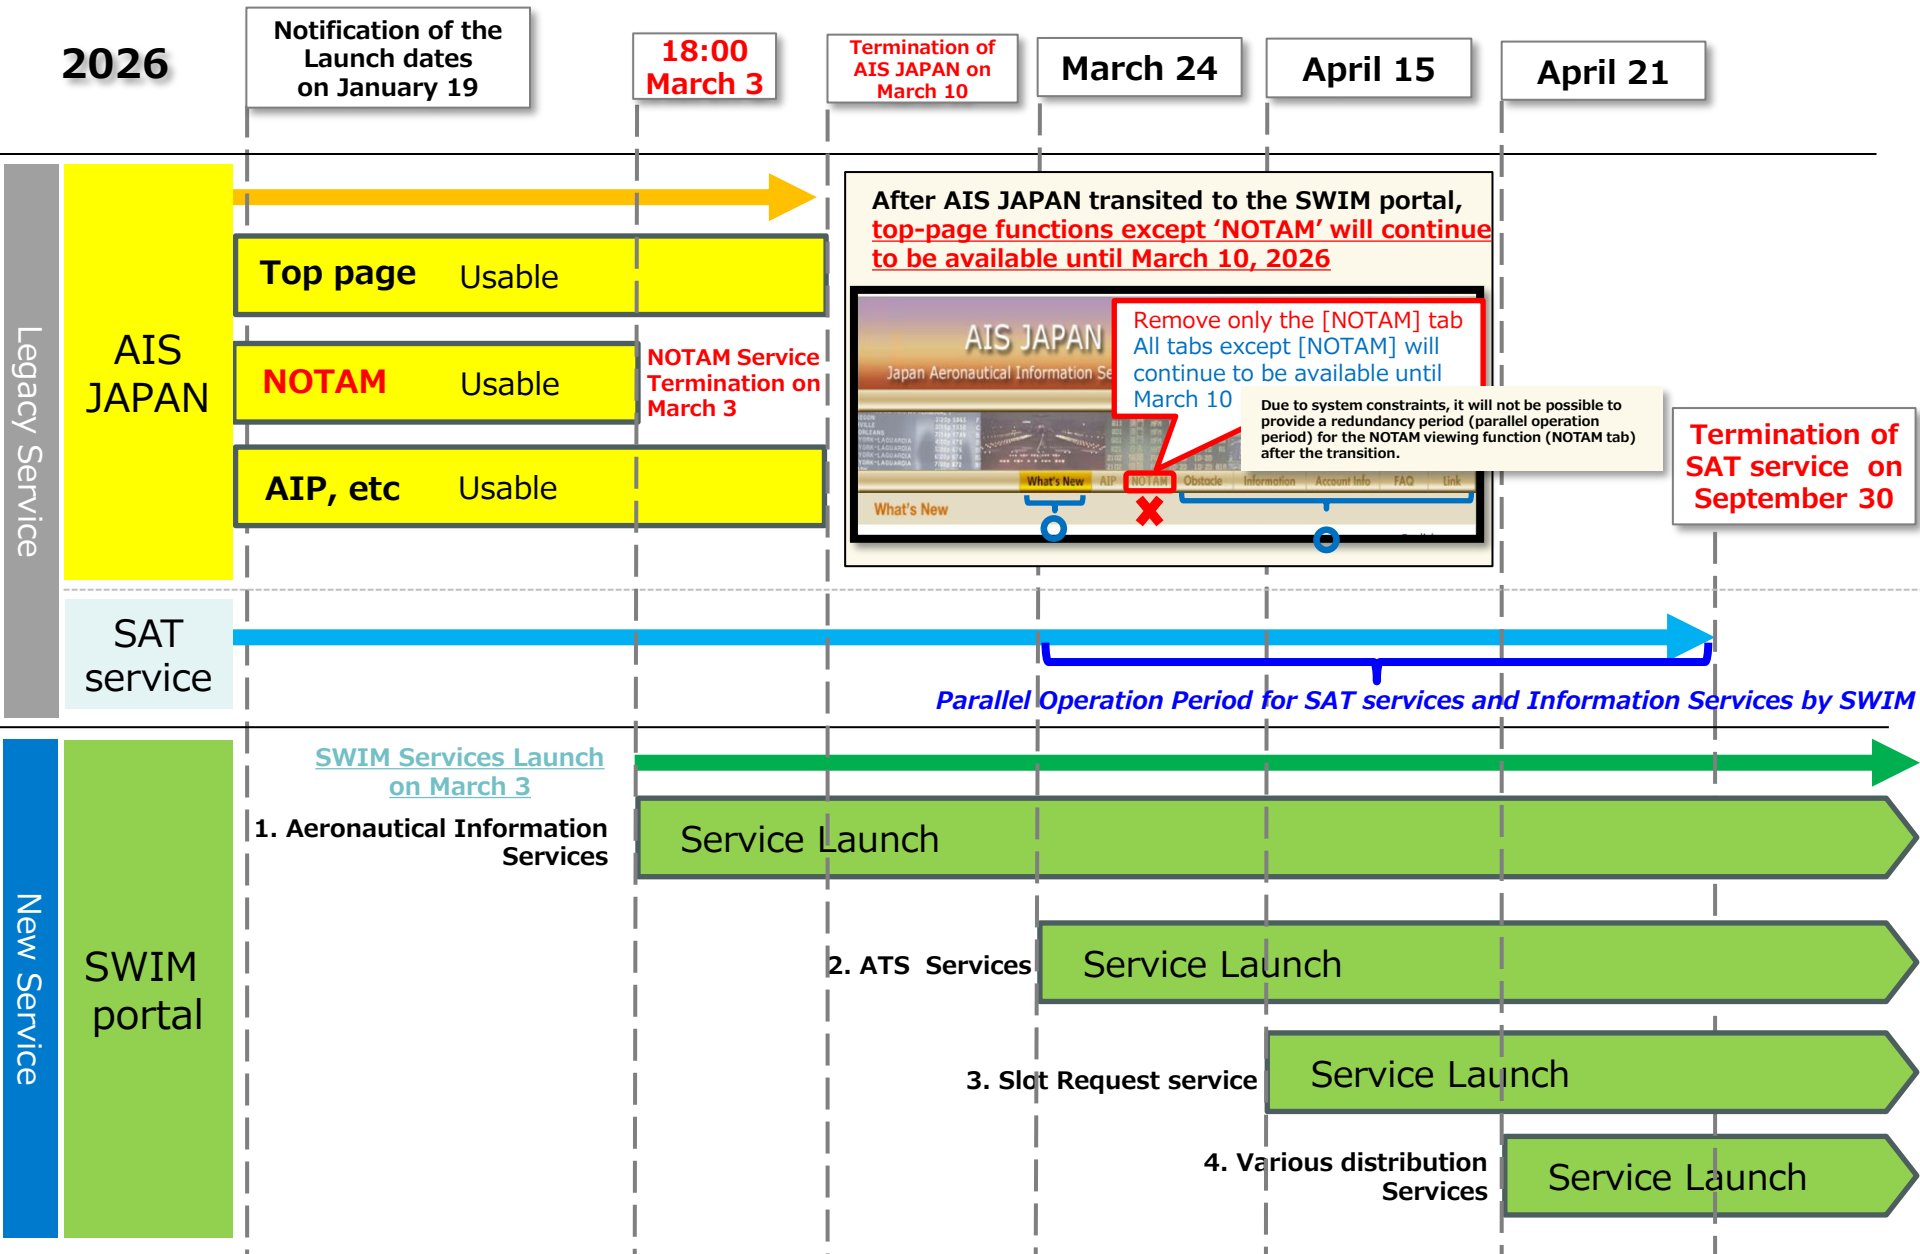 2026
Notification of the
Launch dates
on January 19
18:00
March 3
Termination of
AIS JAPAN on
March 10
March 24
April 15
April 21
Legacy Service
AIS
JAPAN
Top page Usable
NOTAM Usable
NOTAM Service
Termination on
March 3
AIP, etc Usable
After AIS JAPAN transited to the SWIM portal,
top-page functions except ‘NOTAM’ will continue
to be available until March 10, 2026
AIS JAPAN
Japan Aeronautical Information Se
Remove only the [NOTAM] tab
All tabs except [NOTAM] will
continue to be available until
March 10
Due to system constraints, it will not be possible to
provide a redundancy period (parallel operation
period) for the NOTAM viewing function (NOTAM tab)
after the transition.
What's New AIP NOTAM Obstacle Information Account Info FAQ Link
What's New
Termination of
SAT service on
September 30
SAT
service
Parallel Operation Period for SAT services and Information Services by SWIM
New Service
SWIM
portal
SWIM Services Launch
on March 3
1. Aeronautical Information
Services
Service Launch
2. ATS Services
Service Launch
3. Slot Request service
Service Launch
4. Various distribution
Services
Service Launch